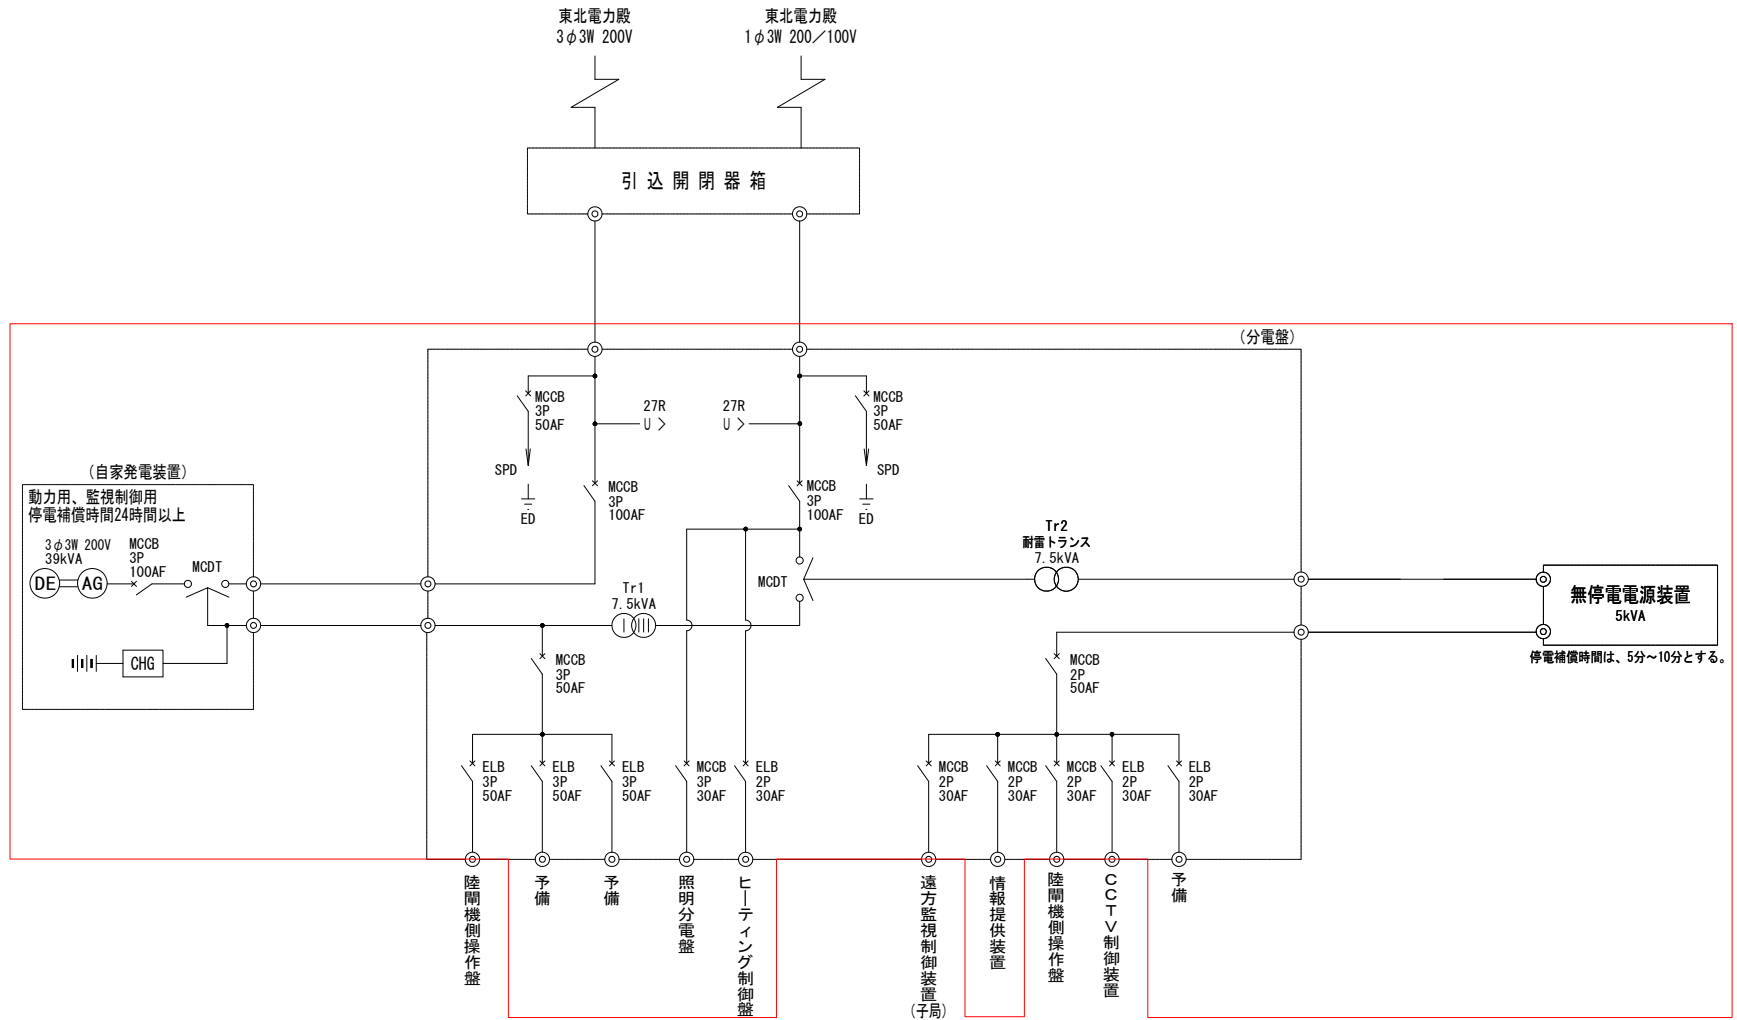 東北電力殿
3φ3W 200V
東北電力殿
1φ3W 200／100V
引込開閉器箱
(分電盤)
MCCB
3P
50AF
27R
U >
27R
U >
MCCB
3P
50AF
SPD
ED
MCCB
3P
100AF
MCCB
3P
100AF
SPD
ED
(自家発電装置)
動力用、監視制御用
停電補償時間24時間以上
3φ3W 200V
39kVA
MCCB
3P
100AF
MCDT
DE
AG
CHG
Tr1
7.5kVA
MCDT
Tr2
耐雷トランス
7.5kVA
無停電電源装置
5kVA
停電補償時間は、5分～10分とする。
MCCB
3P
50AF
MCCB
2P
50AF
ELB
3P
50AF
ELB
3P
50AF
ELB
3P
50AF
MCCB
3P
30AF
ELB
2P
30AF
MCCB
2P
30AF
MCCB
2P
30AF
MCCB
2P
30AF
ELB
2P
30AF
ELB
2P
30AF
陸閘機側操作盤
予備
予備
照明分電盤
ヒーティング制御盤
遠方監視制御装置
(子局)
情報提供装置
陸閘機側操作盤
CCTV制御装置
予備